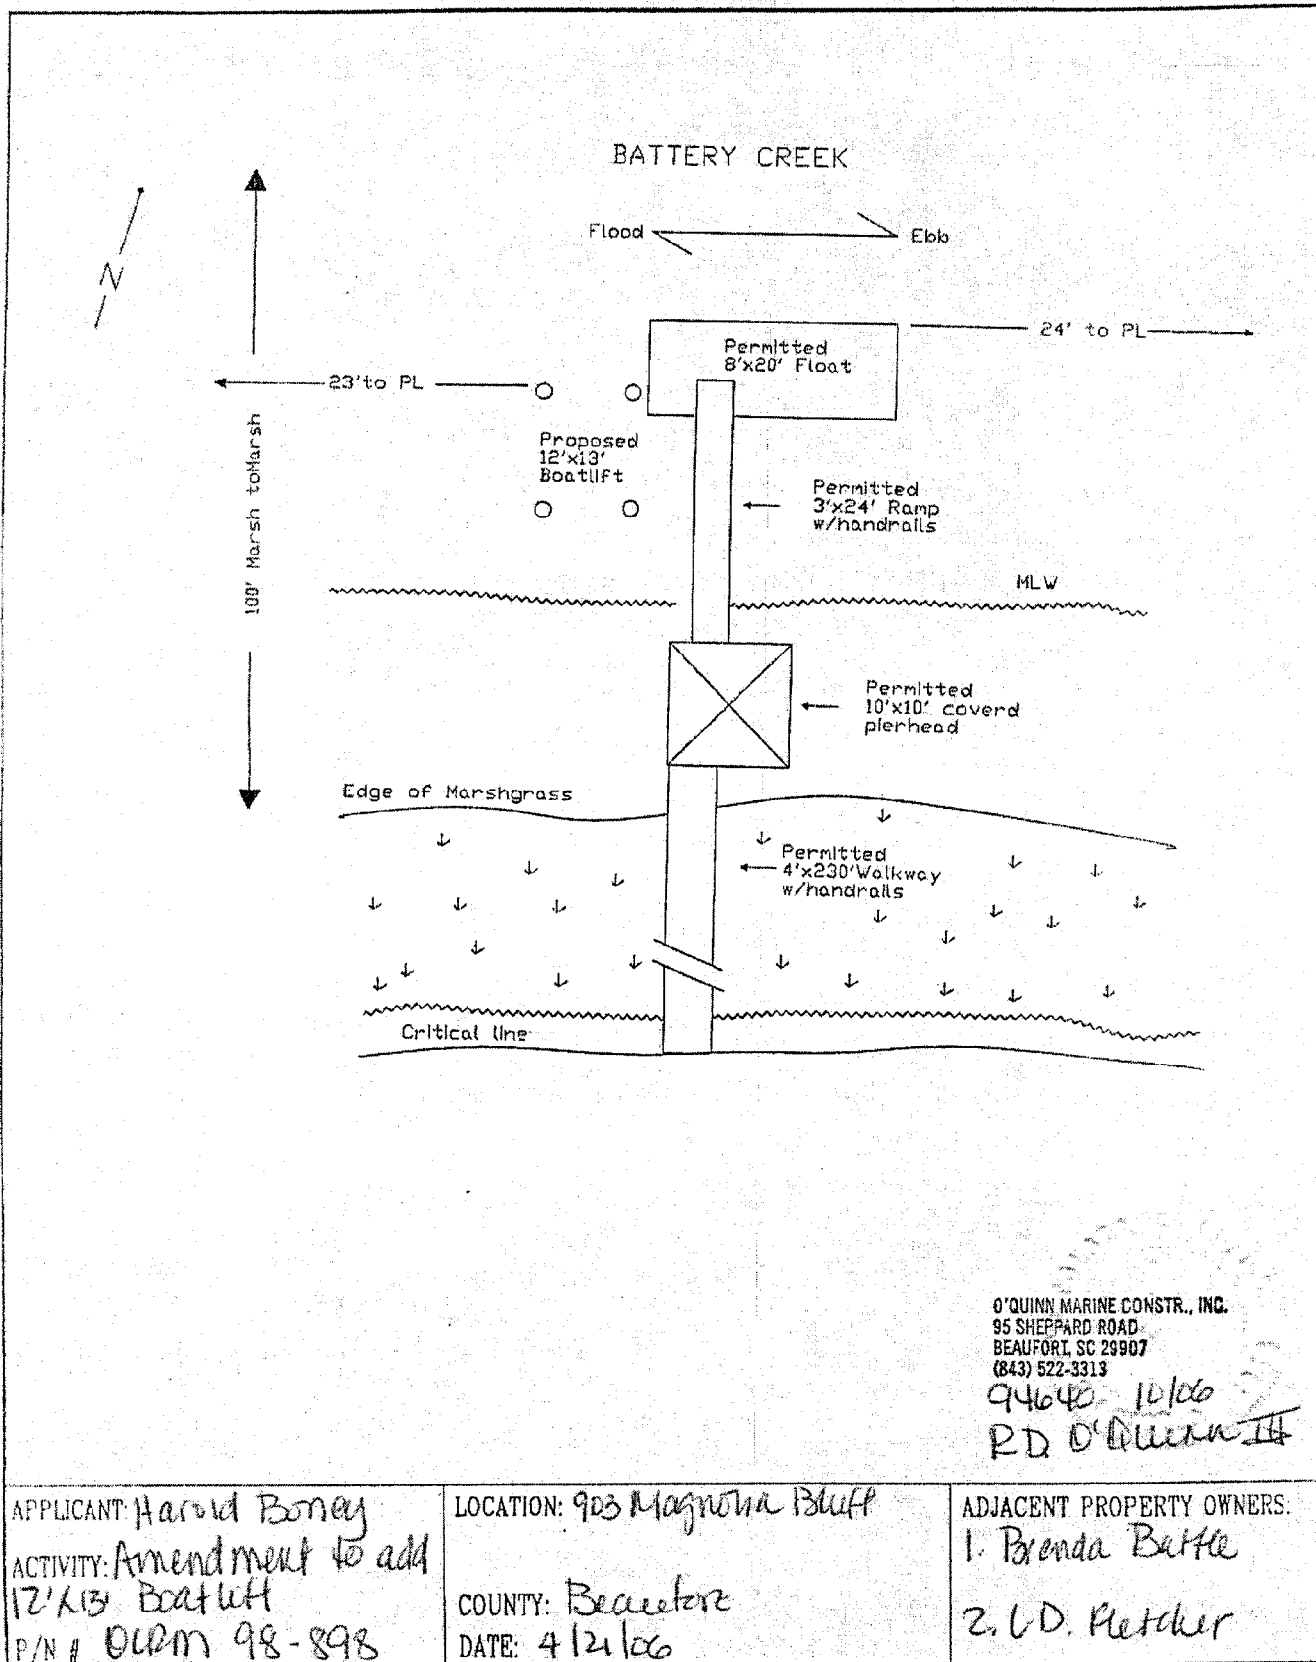 BATTERY CREEK
N
Flood
Ebb
Permitted
8'x20' Float
24' to PL
23'to PL
Proposed
12'x13'
Boatlift
Permitted
3'x24' Ramp
w/handrails
100' Marsh toMarsh
MLW
Permitted
10'x10' coverd
pierhead
Edge of Marshgrass
Permitted
4'x230'Walkway
w/handrails
Critical line
O'QUINN MARINE CONSTR., INC.
95 SHEPPARD ROAD
BEAUFORT, SC 29907
(843) 522-3313
94640 10/06
RD O'Quinn III
APPLICANT: Harold Boney
ACTIVITY: Amendment to add
12'x13' Boatlift
P/N # OCRM 98-898
LOCATION: 903 Magnolia Bluff
COUNTY: Beaufort
DATE: 4/21/06
ADJACENT PROPERTY OWNERS:
1. Brenda Battle
2. Fletcher